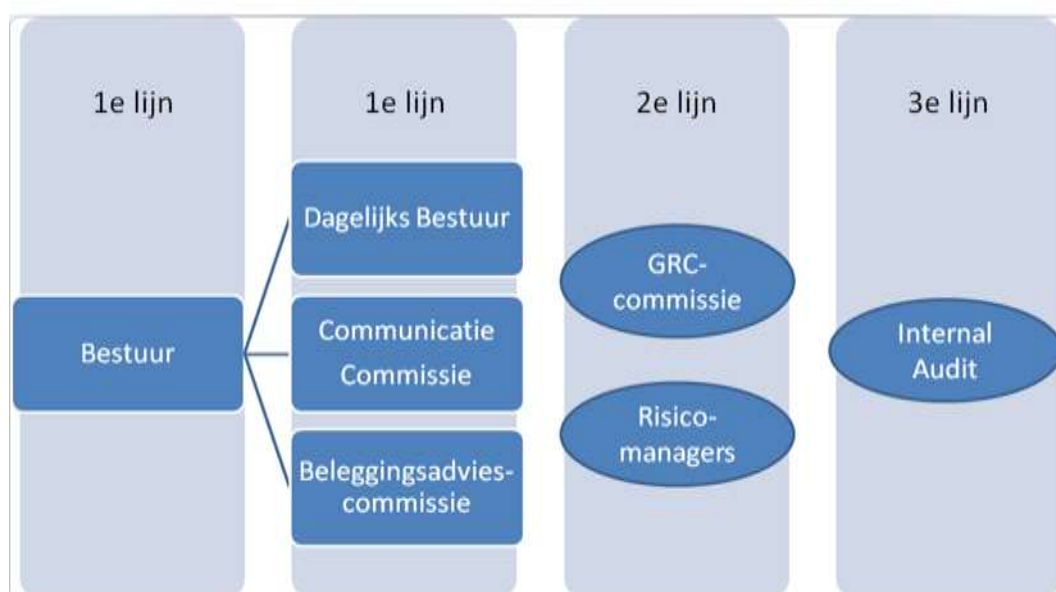 1e lijn
1e lijn
2e lijn
3e lijn
Bestuur
Dagelijks Bestuur
Communicatie
Commissie
Beleggingsadvies-
commissie
GRC-
commissie
Risico-
managers
Internal
Audit